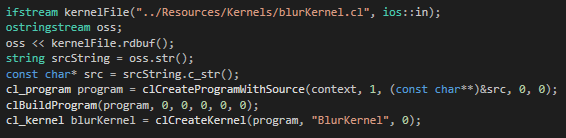 ifstream kernelFile("../Resources/Kernels/blurKernel.cl", ios::in);
ostringstream oss;
oss << kernelFile.rdbuf();
string srcString = oss.str();
const char* src = srcString.c_str();
cl_program program = clCreateProgramWithSource(context, 1, (const char**)&src, 0, 0);
clBuildProgram(program, 0, 0, 0, 0, 0);
cl_kernel blurKernel = clCreateKernel(program, "BlurKernel", 0);